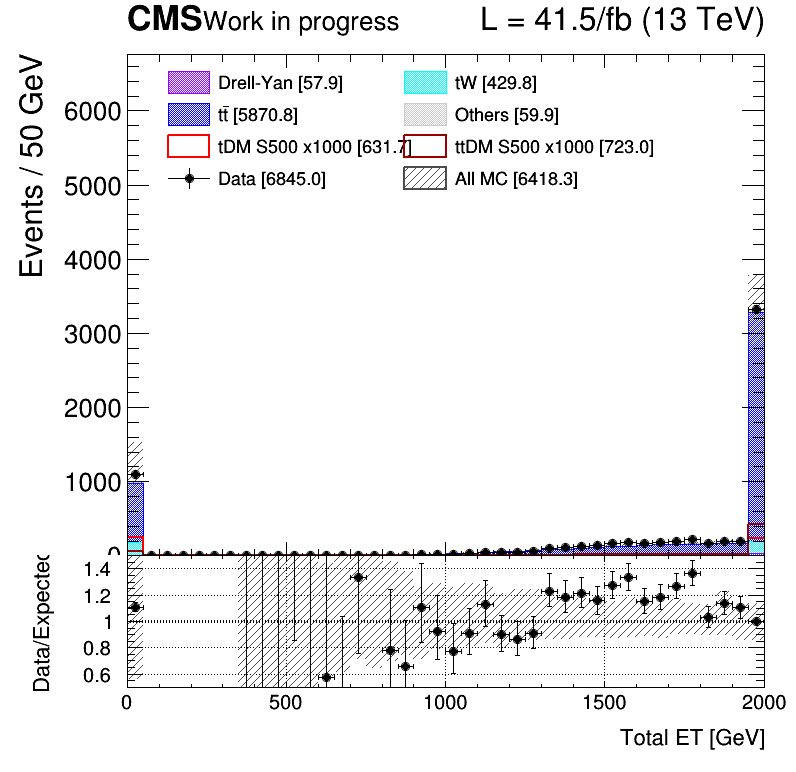 CMS Work in progress L = 41.5/fb (13 TeV)
Events / 50 GeV
6000
5000
4000
3000
2000
1000
0
Drell-Yan [57.9] tW [429.8]
tt̄ [5870.8] Others [59.9]
tDM S500 x1000 [631.7] ttDM S500 x1000 [723.0]
Data [6845.0] All MC [6418.3]
Data/Expected
1.4
1.2
1
0.8
0.6
0 500 1000 1500 2000
Total ET [GeV]